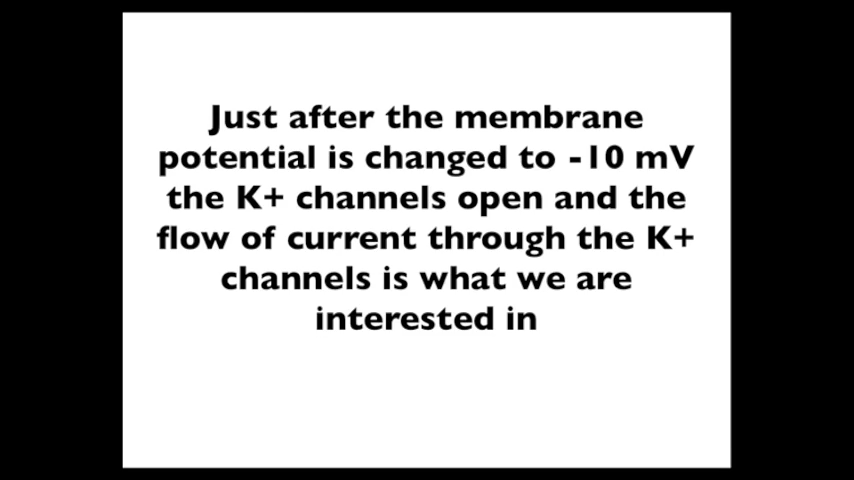 Just after the membrane
potential is changed to -10 mV
the K+ channels open and the
flow of current through the K+
channels is what we are
interested in